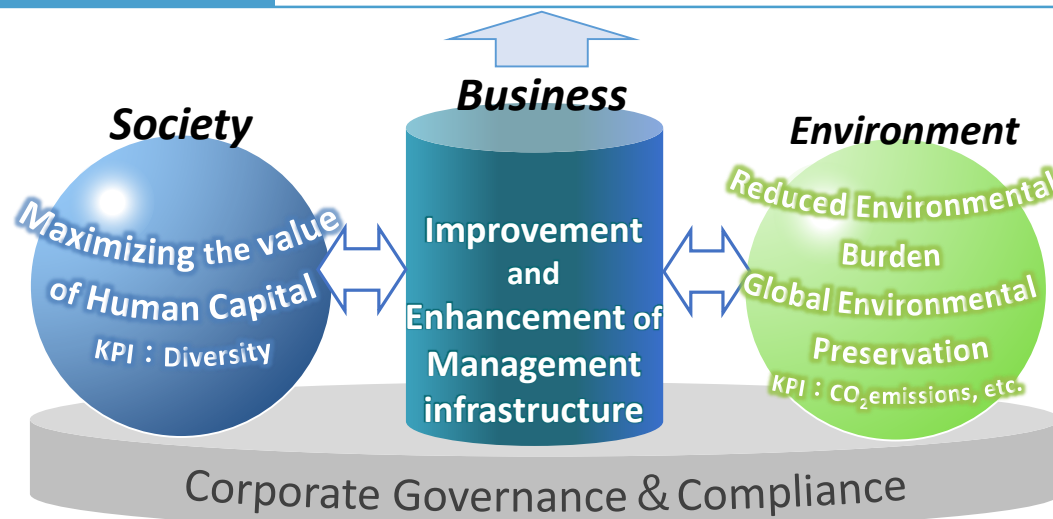 Society
Maximizing the value
of Human Capital
KPI：Diversity
Business
Improvement
and
Enhancement of
Management
infrastructure
Environment
Reduced Environmental
Burden
Global Environmental
Preservation
KPI：CO₂emissions, etc.
Corporate Governance＆Compliance